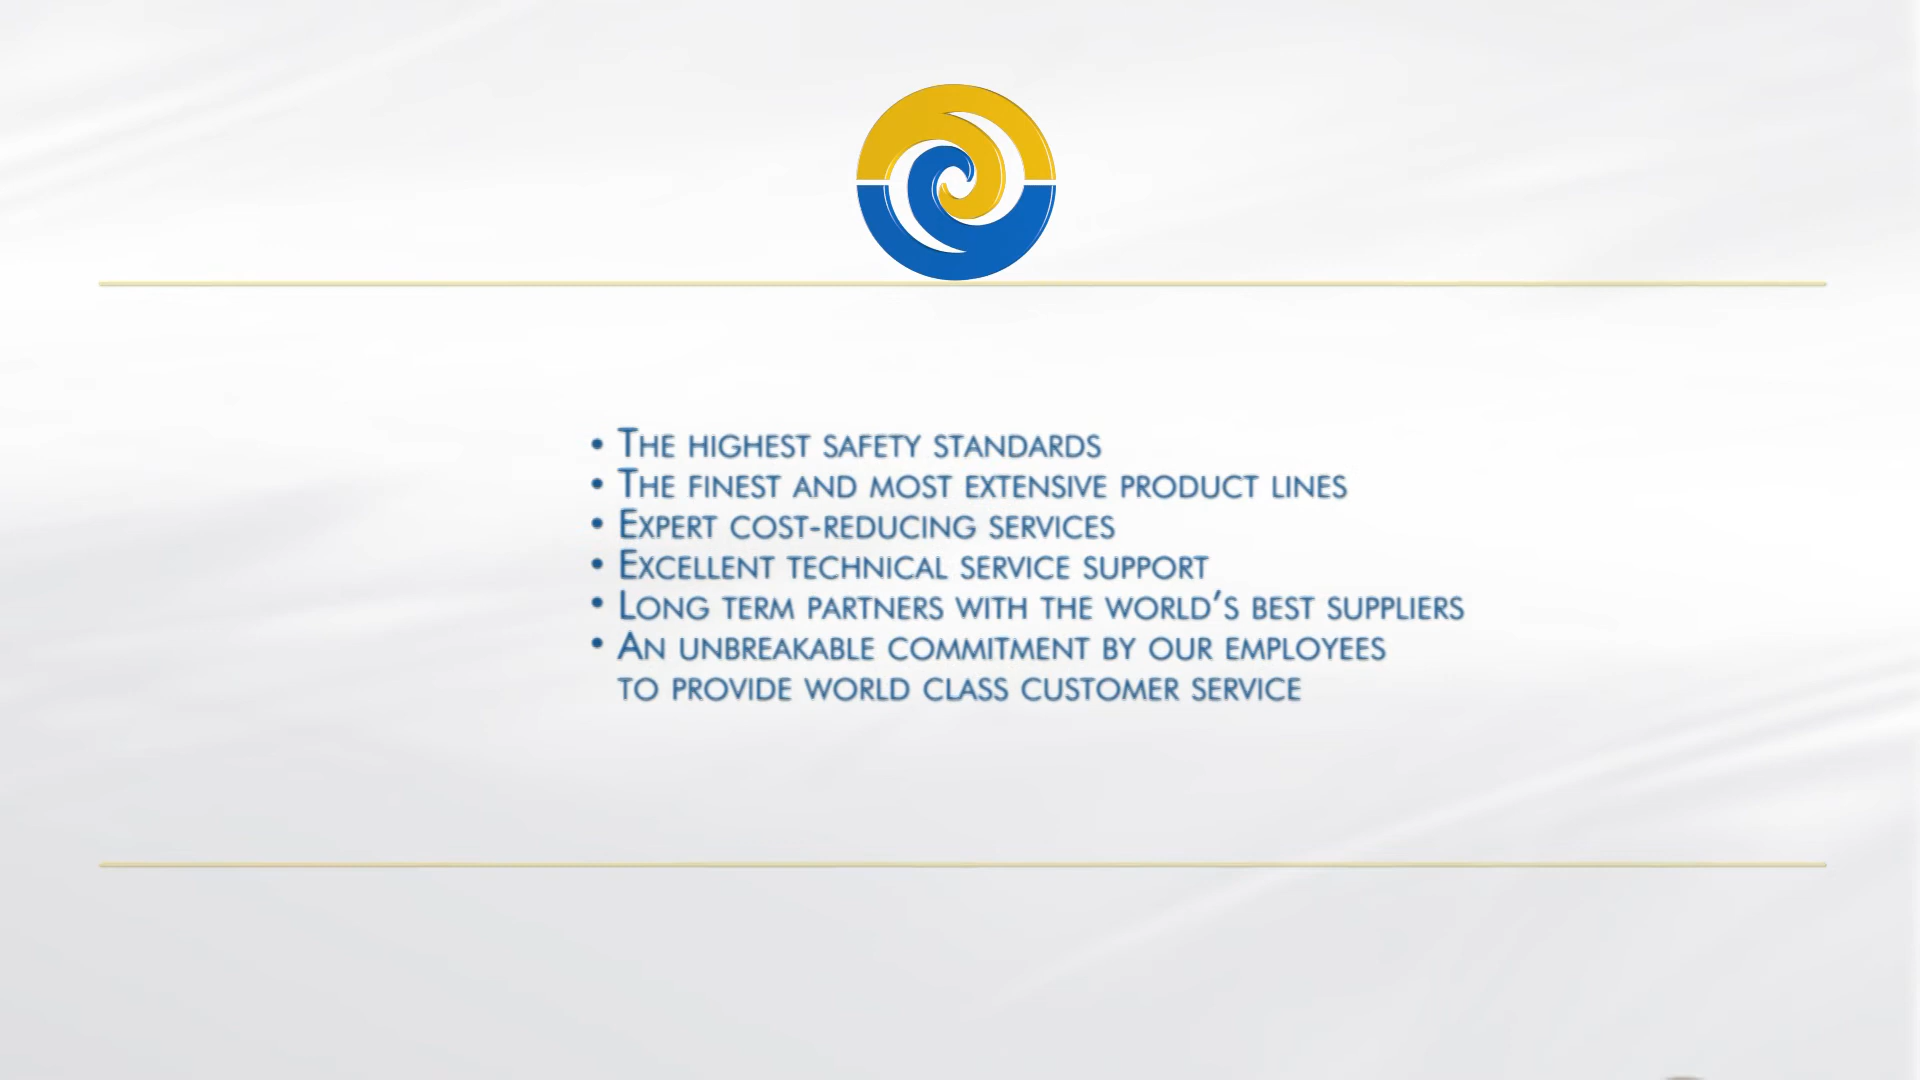 • The highest safety standards
• The finest and most extensive product lines
• Expert cost-reducing services
• Excellent technical service support
• Long term partners with the world's best suppliers
• An unbreakable commitment by our employees
to provide world class customer service